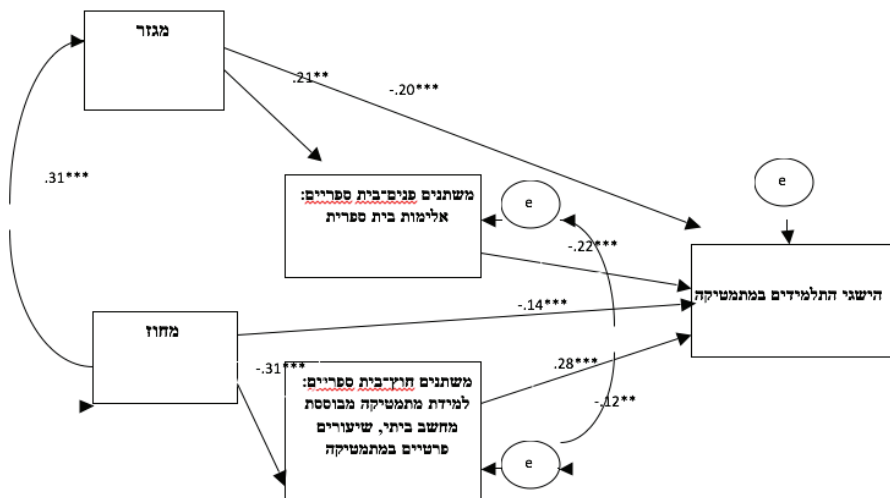 מגזר
.21**
-.20***
.31***
e
משתנים פנים-בית ספריים:
אלימות בית ספרית
e
-.22***
הישגי התלמידים במתמטיקה
-.14***
מחוז
-.31***
.28***
משתנים חוץ-בית ספריים:
למידת מתמטיקה מבוססת
מחשב ביתי, שיעורים
פרטיים במתמטיקה
-.12**
e